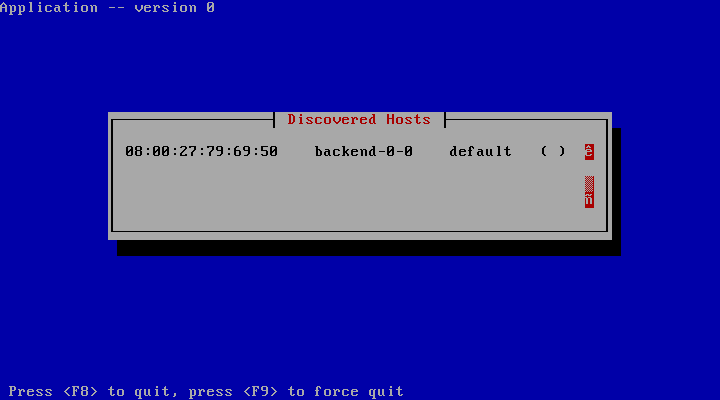 Application -- version 0
Discovered Hosts
08:00:27:79:69:50 backend-0-0 default ( )
Press <F8> to quit, press <F9> to force quit